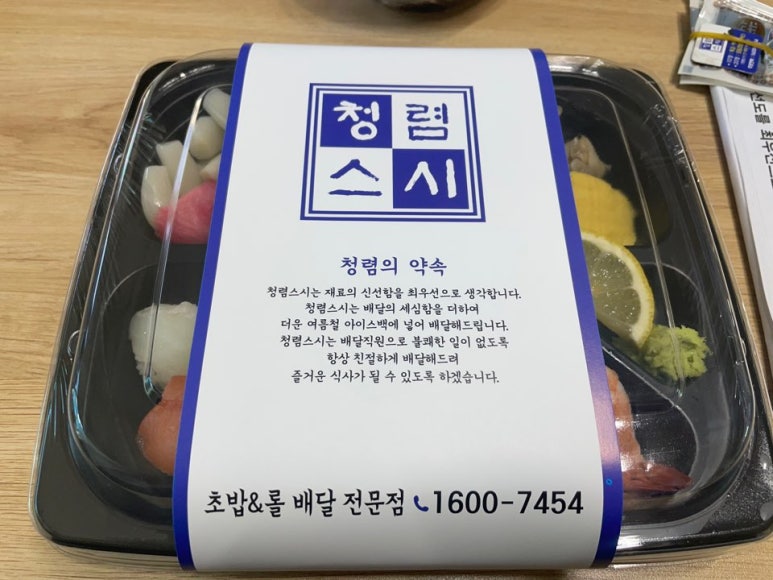 청렴
스시
청렴의 약속
청렴스시는 재료의 신선함을 최우선으로 생각합니다.
청렴스시는 배달의 세심함을 더하여
더운 여름철 아이스백에 넣어 배달해드립니다.
청렴스시는 배달직원으로 불쾌한 일이 없도록
항상 친절하게 배달해드려
즐거운 식사가 될 수 있도록 하겠습니다.
초밥&롤 배달 전문점 1600-7454